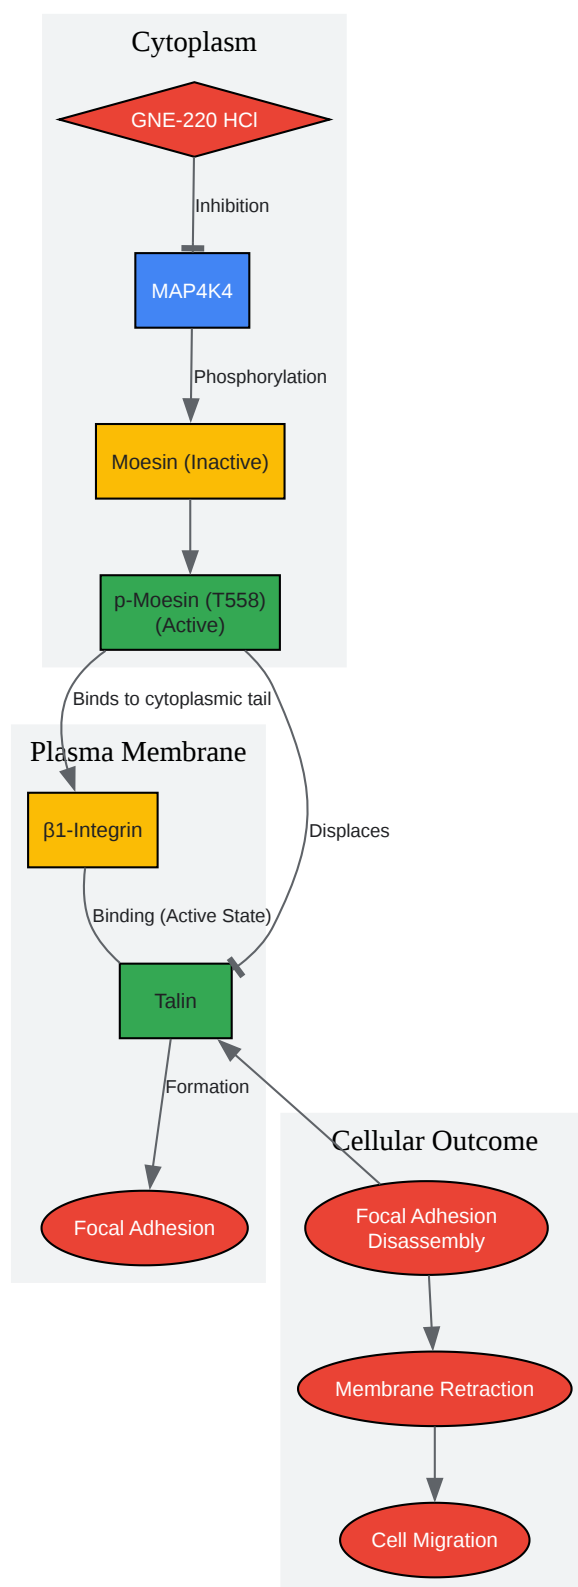 Cytoplasm
GNE-220 HCl
Inhibition
MAP4K4
Phosphorylation
Moesin (Inactive)
p-Moesin (T558)
(Active)
Binds to cytoplasmic tail
Plasma Membrane
β1-Integrin
Displaces
Binding (Active State)
Talin
Formation
Cellular Outcome
Focal Adhesion
Focal Adhesion
Disassembly
Membrane Retraction
Cell Migration